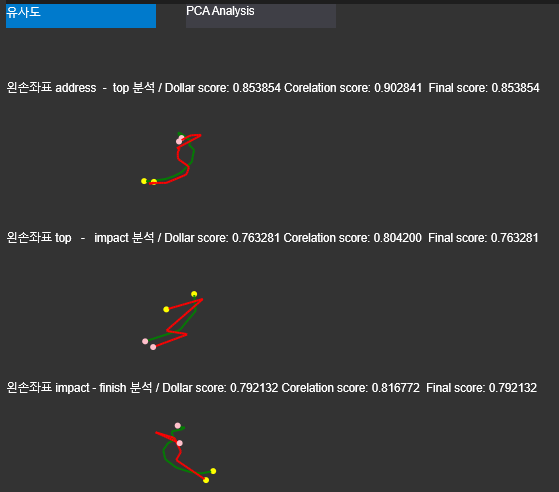 유사도 PCA Analysis
왼손좌표 address - top 분석 / Dollar score: 0.853854 Corelation score: 0.902841 Final score: 0.853854
왼손좌표 top - impact 분석 / Dollar score: 0.763281 Corelation score: 0.804200 Final score: 0.763281
왼손좌표 impact - finish 분석 / Dollar score: 0.792132 Corelation score: 0.816772 Final score: 0.792132